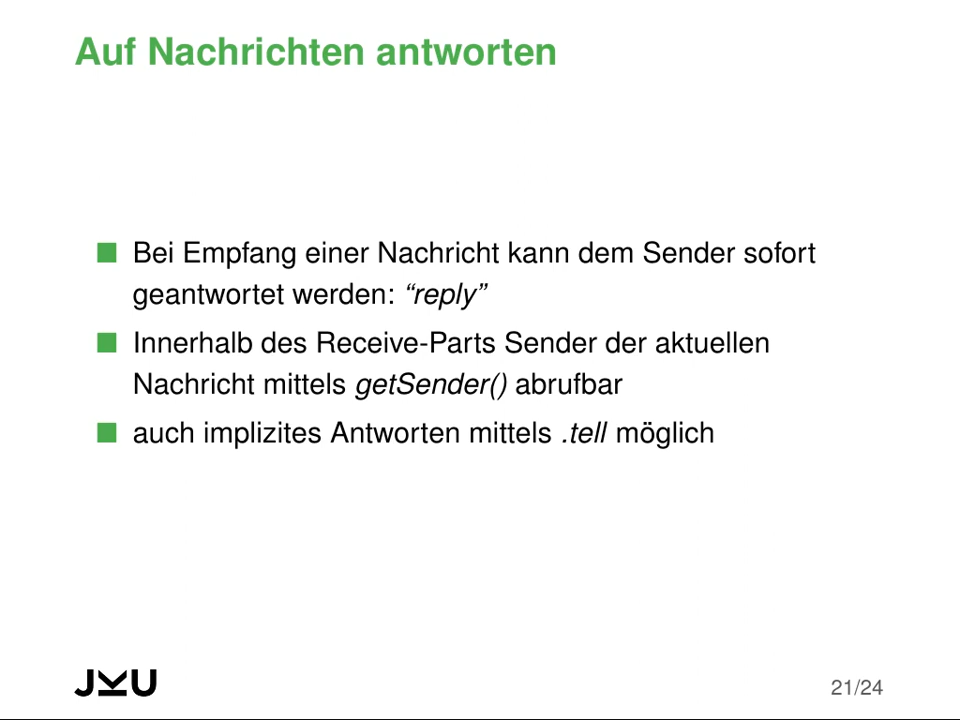 Auf Nachrichten antworten
Bei Empfang einer Nachricht kann dem Sender sofort
geantwortet werden: “reply”
Innerhalb des Receive-Parts Sender der aktuellen
Nachricht mittels getSender() abrufbar
auch implizites Antworten mittels .tell möglich
JKU
21/24